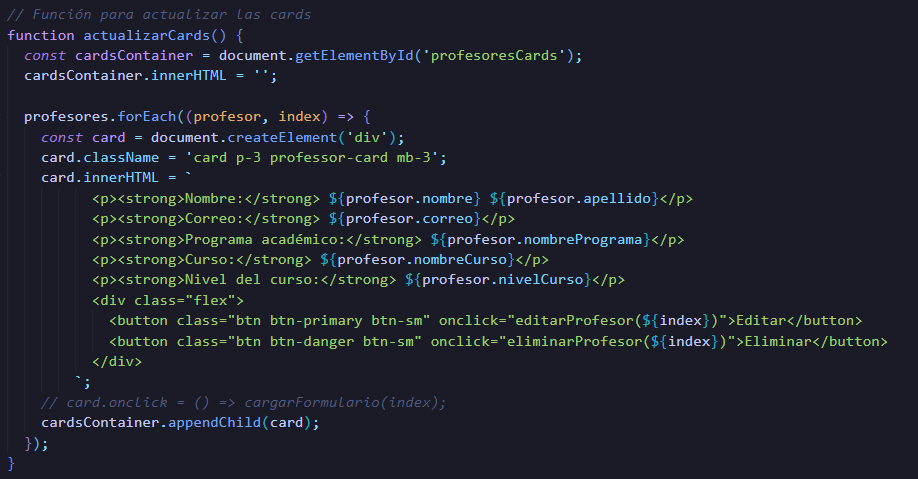 // Función para actualizar las cards
function actualizarCards() {
  const cardsContainer = document.getElementById('profesoresCards');
  cardsContainer.innerHTML = '';

  profesores.forEach((profesor, index) => {
    const card = document.createElement('div');
    card.className = 'card p-3 professor-card mb-3';
    card.innerHTML = `
          <p><strong>Nombre:</strong> ${profesor.nombre} ${profesor.apellido}</p>
          <p><strong>Correo:</strong> ${profesor.correo}</p>
          <p><strong>Programa académico:</strong> ${profesor.nombrePrograma}</p>
          <p><strong>Curso:</strong> ${profesor.nombreCurso}</p>
          <p><strong>Nivel del curso:</strong> ${profesor.nivelCurso}</p>
          <div class="flex">
            <button class="btn btn-primary btn-sm" onclick="editarProfesor(${index})">Editar</button>
            <button class="btn btn-danger btn-sm" onclick="eliminarProfesor(${index})">Eliminar</button>
          </div>
        `;
    // card.onclick = () => cargarFormulario(index);
    cardsContainer.appendChild(card);
  });
}